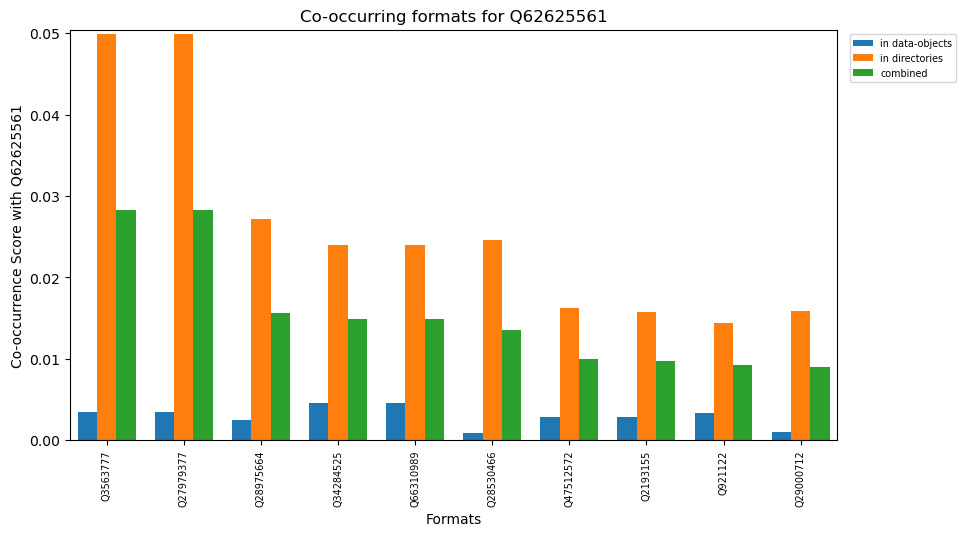 Co-occurring formats for Q62625561
Co-occurrence Score with Q62625561
0.05
0.04
0.03
0.02
0.01
0.00
Q3563777
Q27979377
Q28975664
Q34284525
Q66310989
Q28530466
Q47512572
Q2193155
Q921122
Q29000712
Formats
in data-objects
in directories
combined